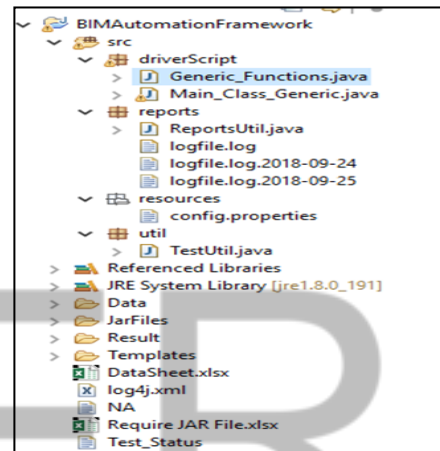 BIMAutomationFramework
src
driverScript
Generic_Functions.java
Main_Class_Generic.java
reports
ReportsUtil.java
logfile.log
logfile.log.2018-09-24
logfile.log.2018-09-25
resources
config.properties
util
TestUtil.java
Referenced Libraries
JRE System Library [jre1.8.0_191]
Data
JarFiles
Result
Templates
DataSheet.xlsx
log4j.xml
NA
Require JAR File.xlsx
Test_Status